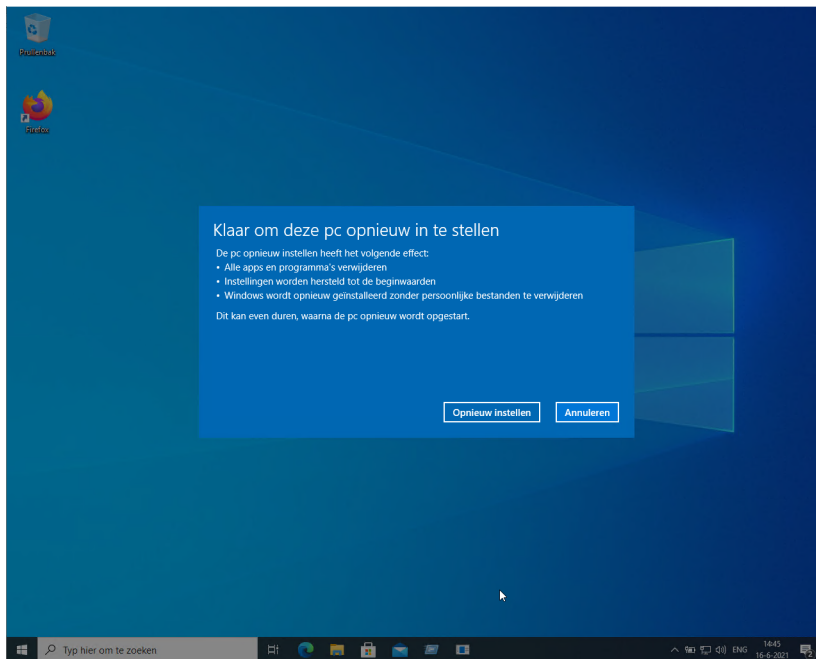 Prullenbak
Firefox
Klaar om deze pc opnieuw in te stellen
De pc opnieuw instellen heeft het volgende effect:
• Alle apps en programma's verwijderen
• Instellingen worden hersteld tot de beginwaarden
• Windows wordt opnieuw geïnstalleerd zonder persoonlijke bestanden te verwijderen
Dit kan even duren, waarna de pc opnieuw wordt opgestart.
Opnieuw instellen Annuleren
Typ hier om te zoeken
ENG
14:45
16-6-2021
2